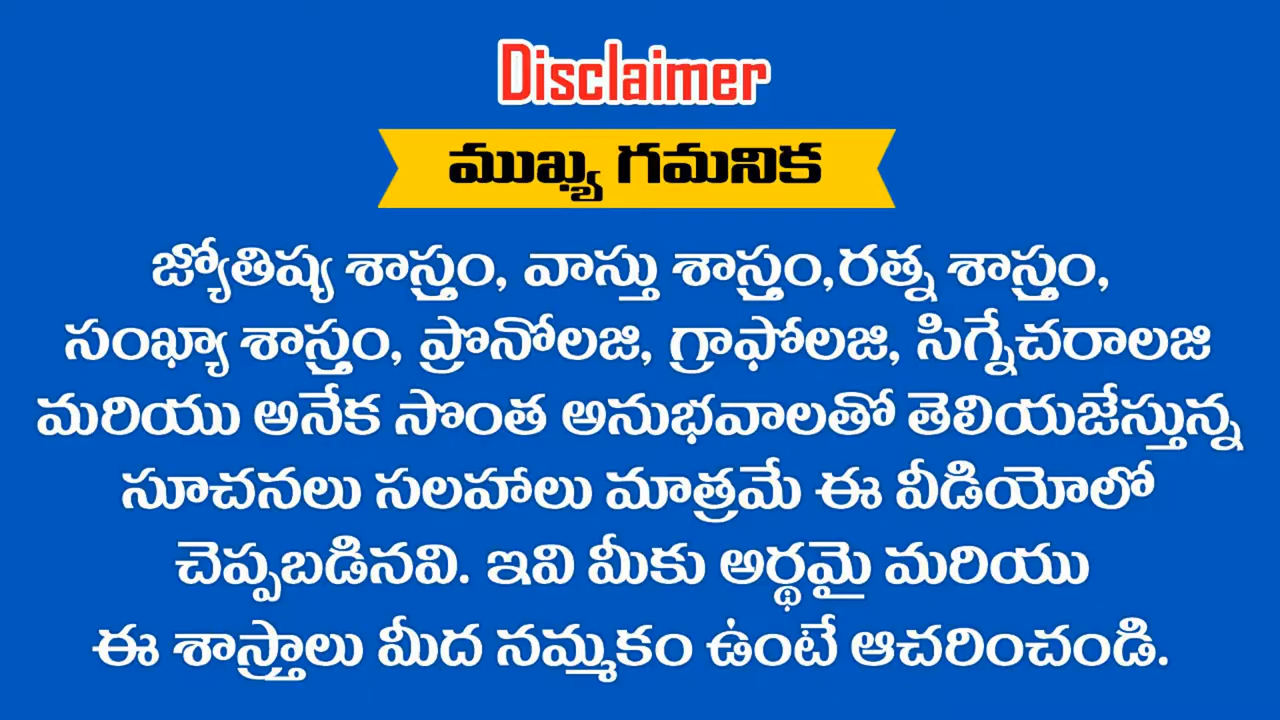 Disclaimer
ముఖ్య గమనిక
జ్యోతిష్య శాస్త్రం, వాస్తు శాస్త్రం,రత్న శాస్త్రం,
సంఖ్యా శాస్త్రం, ప్రొనోలజి, గ్రాఫోలజి, సిగ్నేచరాలజి
మరియు అనేక సొంత అనుభవాలతో తెలియజేస్తున్న
సూచనలు సలహాలు మాత్రమే ఈ వీడియోలో
చెప్పబడినవి. ఇవి మీకు అర్థమై మరియు
ఈ శాస్త్రాలు మీద నమ్మకం ఉంటే ఆచరించండి.